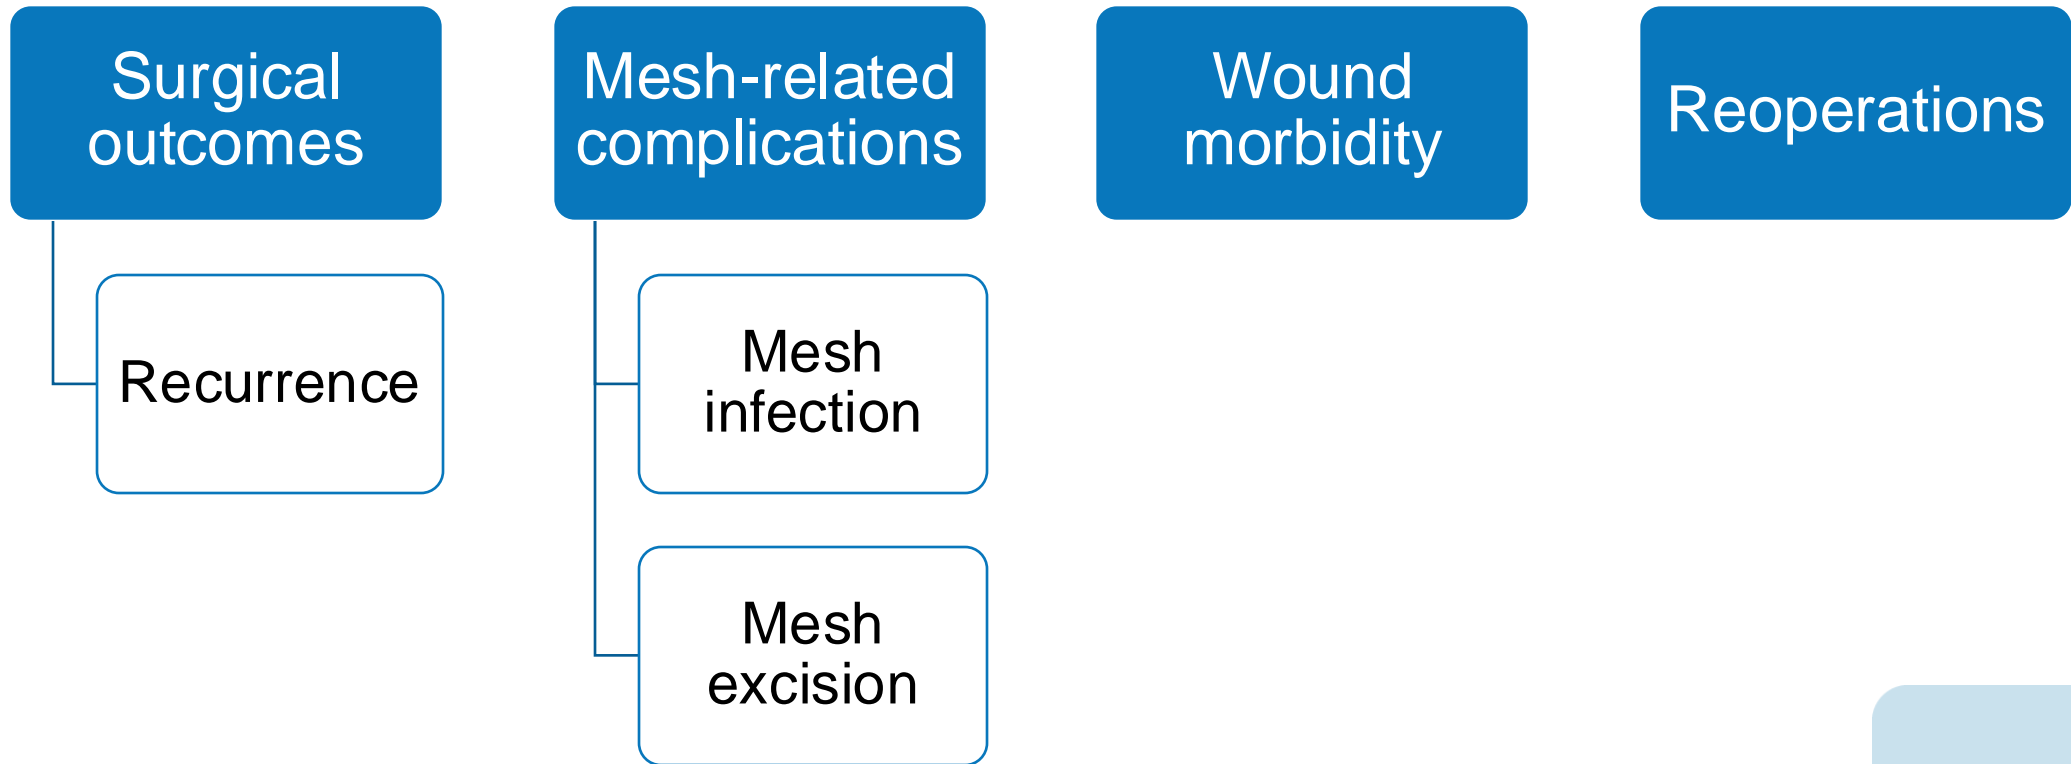 Surgical
outcomes
Recurrence
Mesh-related
complications
Mesh
infection
Mesh
excision
Wound
morbidity
Reoperations